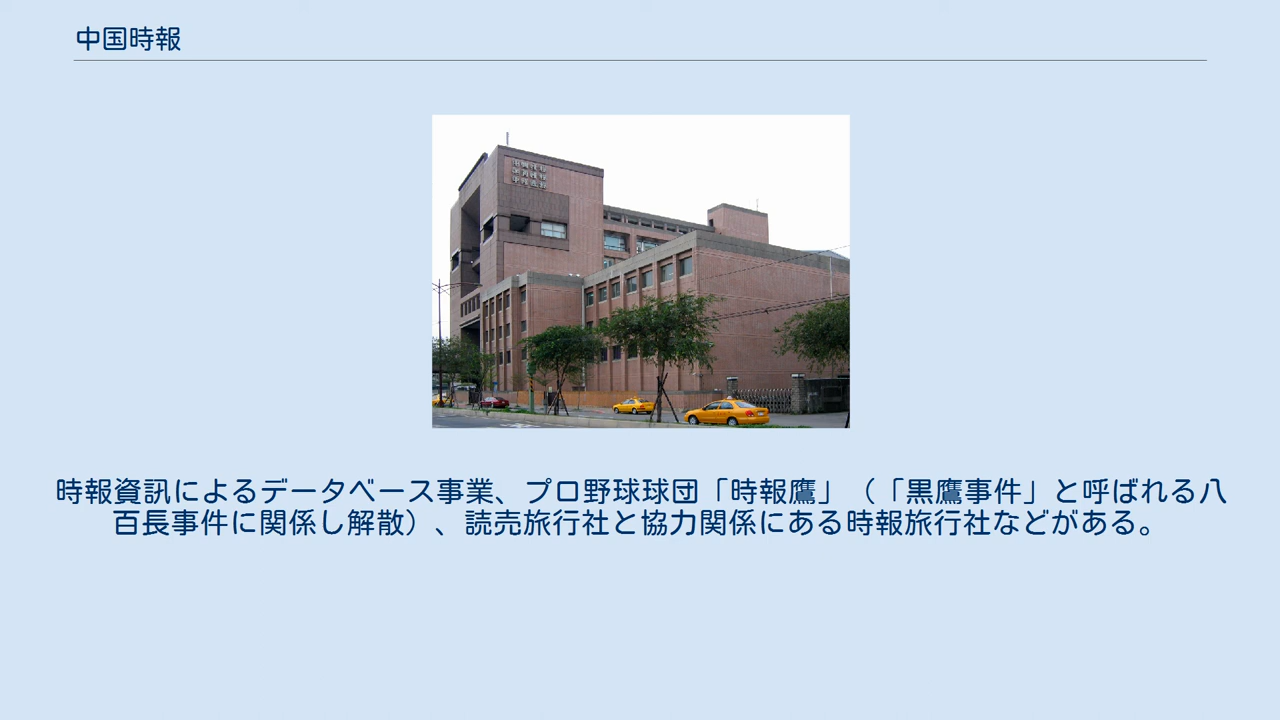 中国時報
時報資訊によるデータベース事業、プロ野球球団「時報鷹」（「黒鷹事件」と呼ばれる八
百長事件に関係し解散）、読売旅行社と協力関係にある時報旅行社などがある。